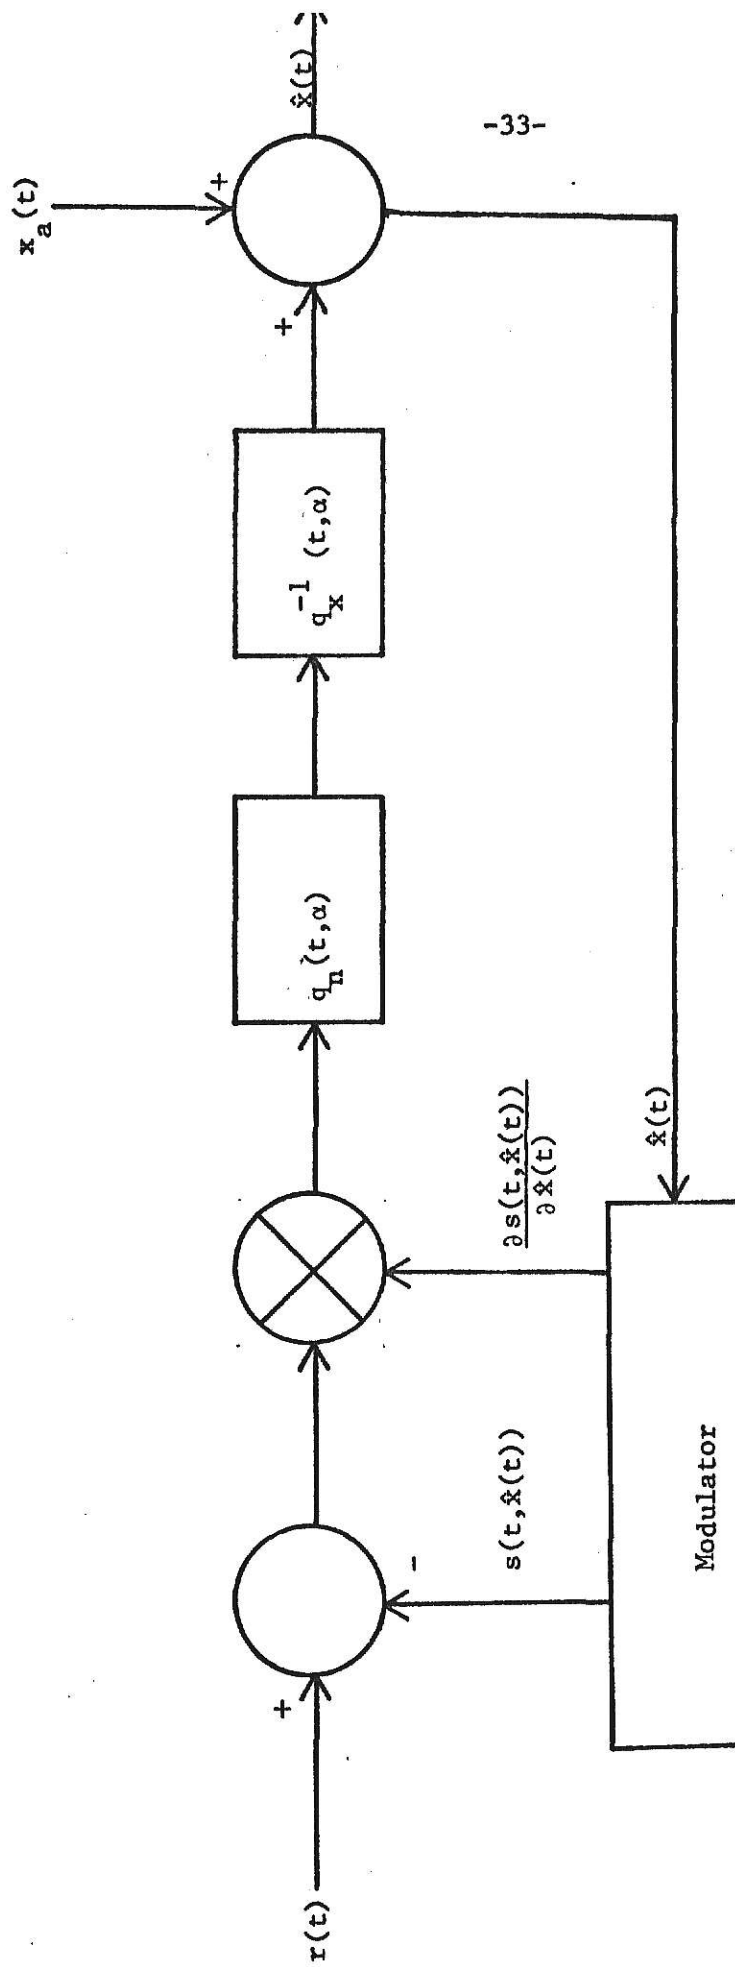 -33-
x_a(t)
+
x̂(t)
+
q_x^{-1} (t,α)
q_n(t,α)
∂s(t,x̂(t))
∂x̂(t)
x̂(t)
s(t,x̂(t))
-
+
r(t)
Modulator